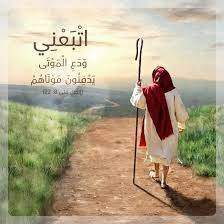 اتْبَعْنِي
وَدَعِ الْمَوْتَى
يَدْفِنُونَ مَوْتَاهُمْ